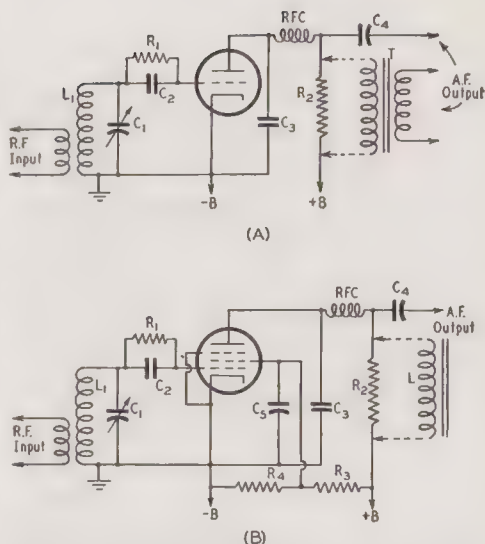 RFC
C4
R1
C2
L1
C1
R.F.
Input
C3
R2
T
A.F.
Output
-B
+B
(A)
RFC
C4
A.F.
Output
R1
C2
L1
C1
R.F.
Input
C5
C3
R2
L
R4
R3
-B
+B
(B)